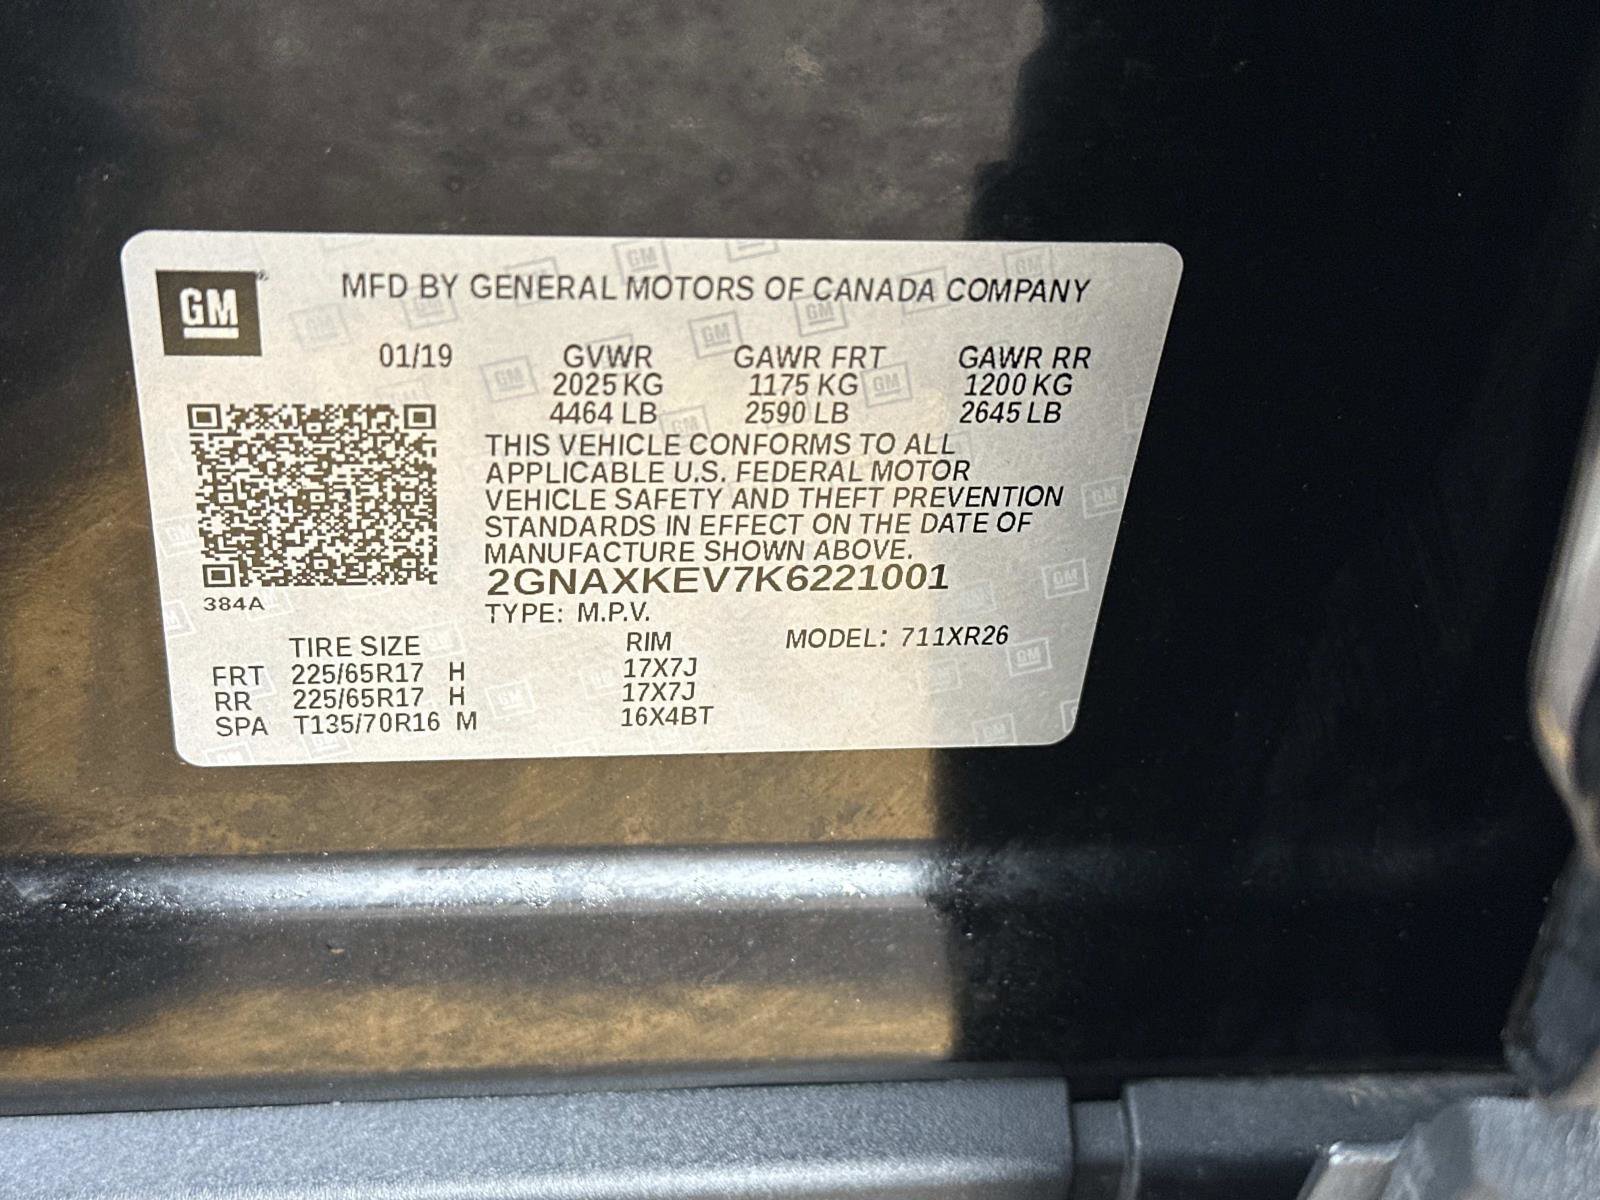 GM
MFD BY GENERAL MOTORS OF CANADA COMPANY
01/19 GVWR GAWR FRT GAWR RR
2025 KG 1175 KG 1200 KG
4464 LB 2590 LB 2645 LB
THIS VEHICLE CONFORMS TO ALL
APPLICABLE U.S. FEDERAL MOTOR
VEHICLE SAFETY AND THEFT PREVENTION
STANDARDS IN EFFECT ON THE DATE OF
MANUFACTURE SHOWN ABOVE.
2GNAXKEV7K6221001
384A
TYPE: M.P.V.
TIRE SIZE RIM MODEL: 711XR26
FRT 225/65R17 H 17X7J
RR 225/65R17 H 17X7J
SPA T135/70R16 M 16X4BT